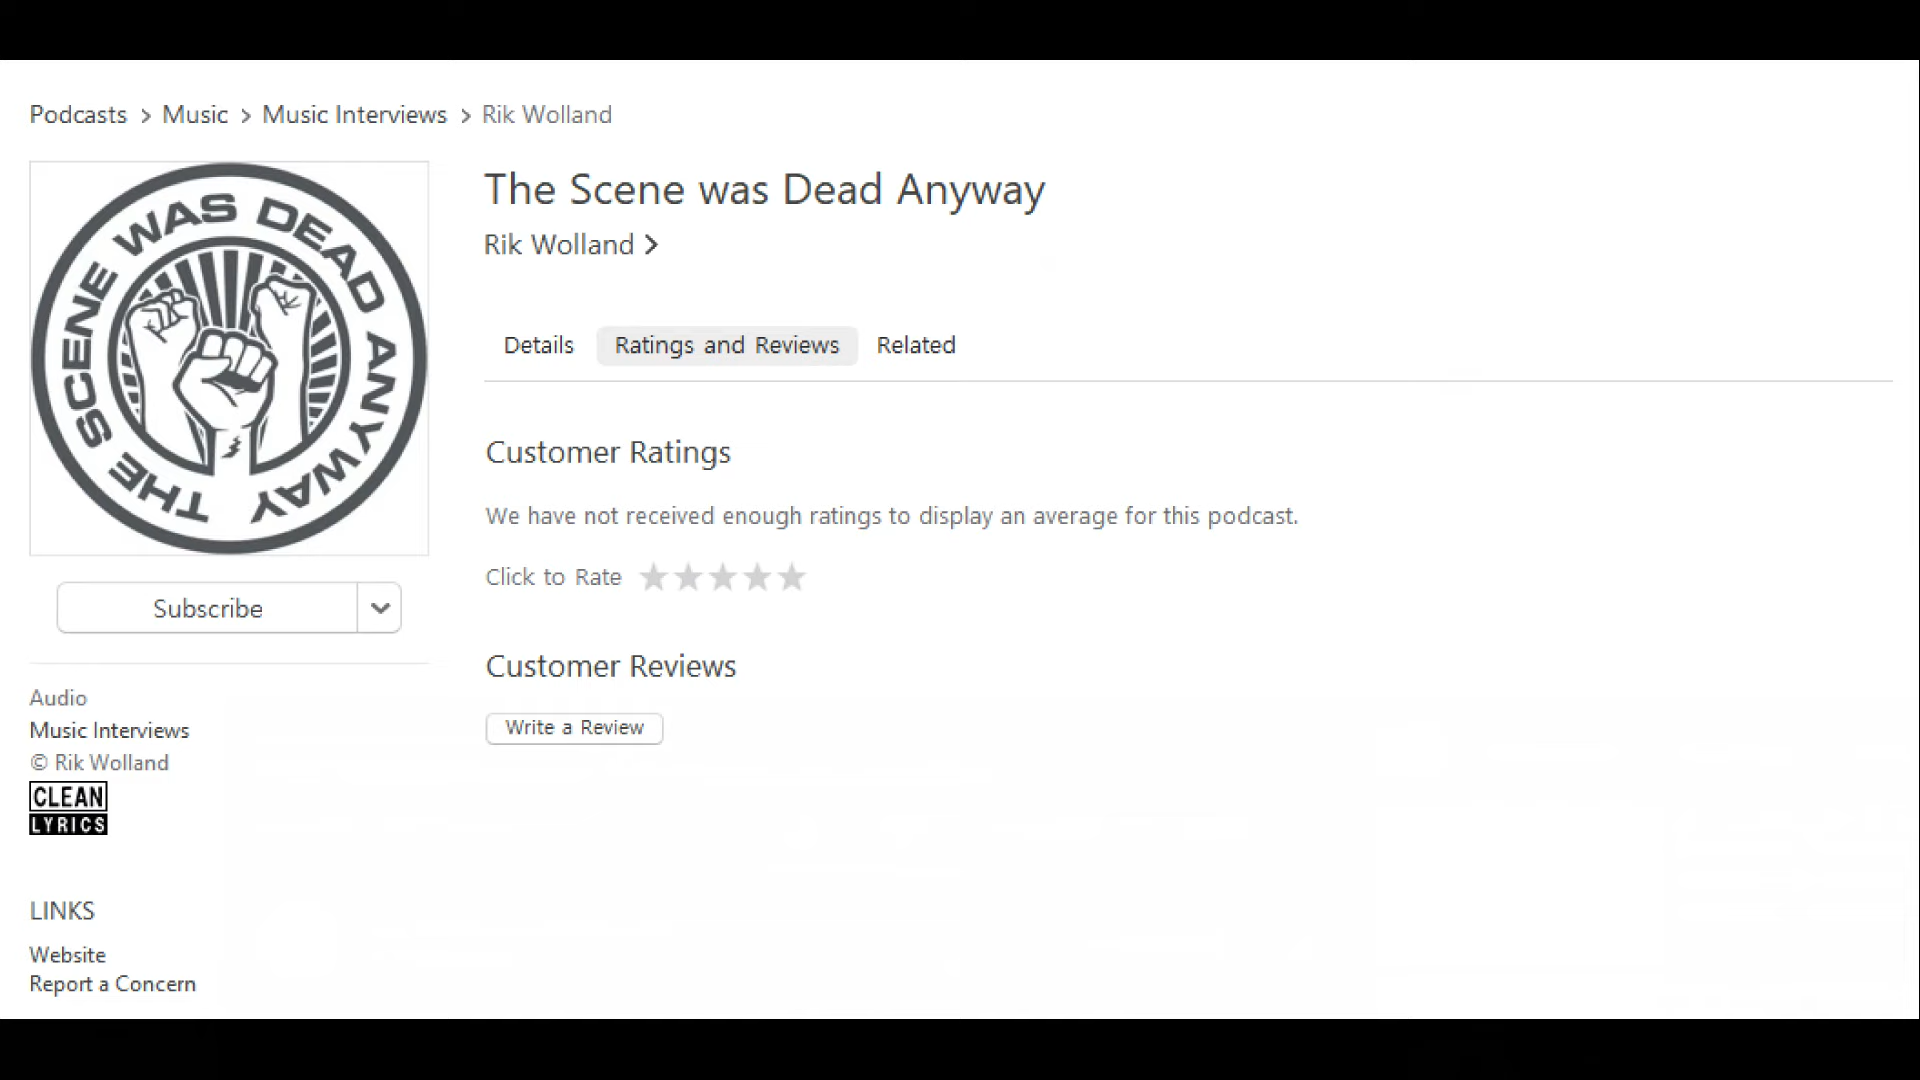 Podcasts > Music > Music Interviews > Rik Wolland
THE SCENE WAS DEAD ANYWAY
The Scene was Dead Anyway
Rik Wolland >
Details Ratings and Reviews Related
Customer Ratings
We have not received enough ratings to display an average for this podcast.
Click to Rate ★★★★★
Subscribe
Customer Reviews
Write a Review
Audio
Music Interviews
© Rik Wolland
CLEAN
LYRICS
LINKS
Website
Report a Concern